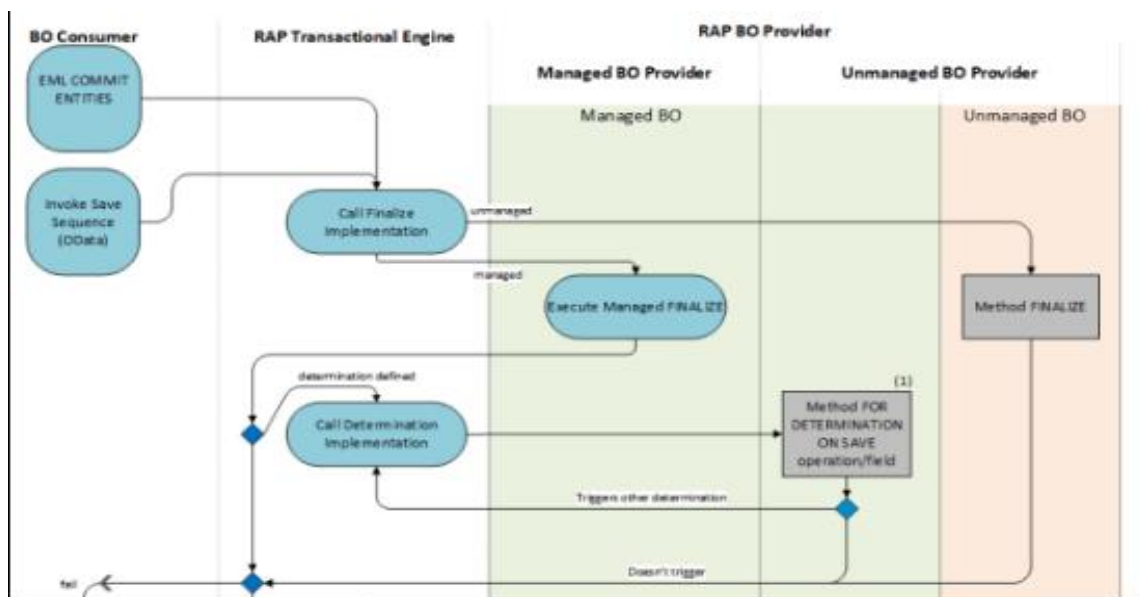 RAP BO Provider
BO Consumer
RAP Transactional Engine
Managed BO Provider
Unmanaged BO Provider
EML COMMIT
ENTITIES
Managed BO
Unmanaged BO
Invoke Save
Sequence
(OData)
Call Finalize
Implementation
unmanaged
managed
Execute Managed FINALIZE
Method FINALIZE
determination defined
(1)
Call Determination
Implementation
Method FOR
DETERMINATION
ON SAVE
operation/field
Triggers other determination
Doesn't trigger
fail